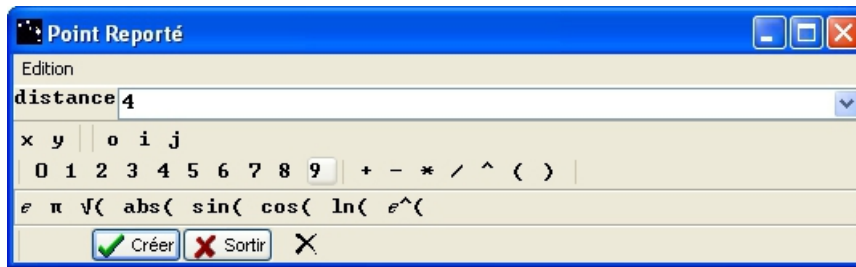 Point Reporté
Edition
distance 4
x y o i j
0 1 2 3 4 5 6 7 8 9 + - * / ^ ( )
e π √( abs( sin( cos( ln( e^(
Créer Sortir